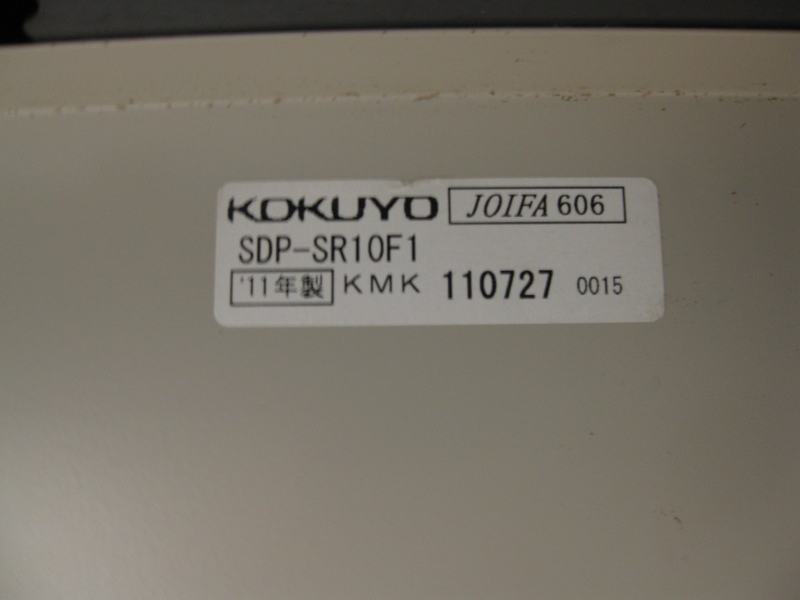 KOKUYO JOIFA 606
SDP-SR10F1
'11年製 KMK 110727 0015